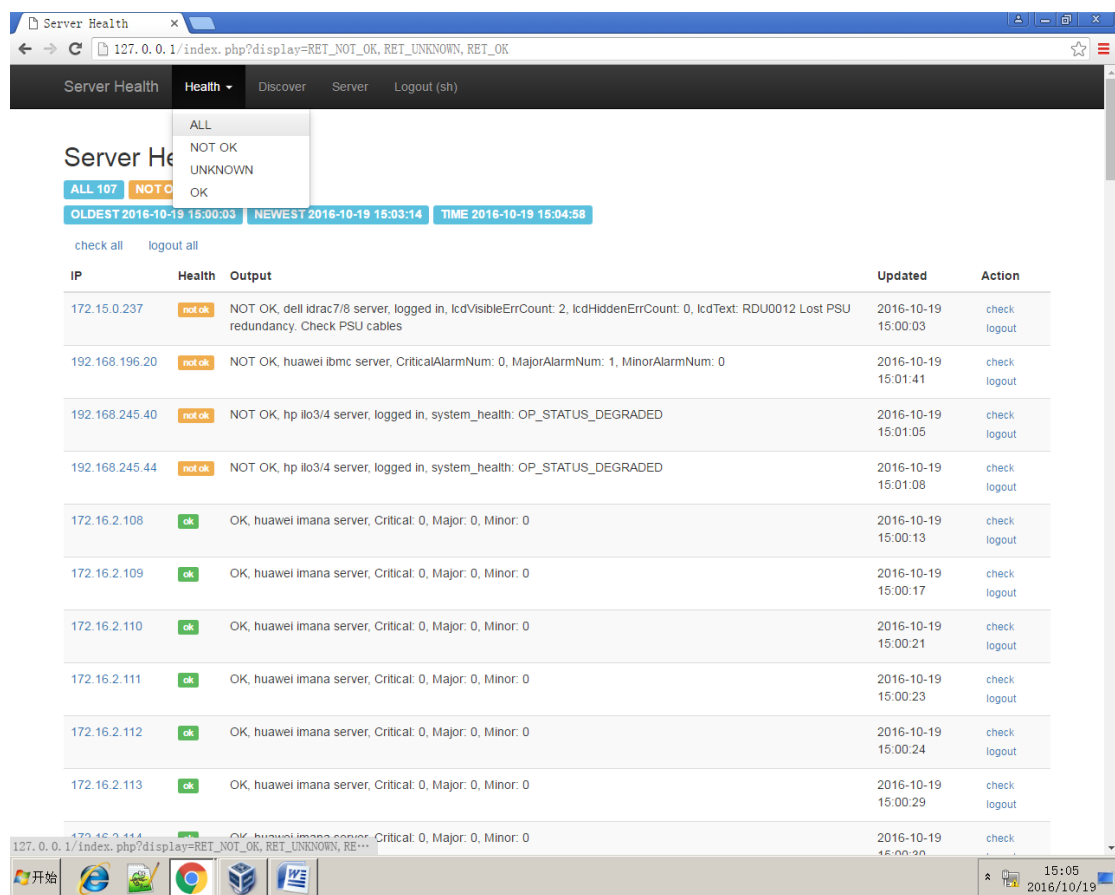 Server Health
127.0.0.1/index.php?display=RET_NOT_OK,RET_UNKNOWN,RET_OK
Server Health Health Discover Server Logout (sh)
ALL
NOT OK
UNKNOWN
OK
Server He
ALL 107 NOT O
OLDEST 2016-10-19 15:00:03 NEWEST 2016-10-19 15:03:14 TIME 2016-10-19 15:04:58
check all logout all
IP Health Output Updated Action
172.15.0.237 not ok NOT OK, dell idrac7/8 server, logged in, lcdVisibleErrCount: 2, lcdHiddenErrCount: 0, lcdText: RDU0012 Lost PSU 2016-10-19 check
redundancy. Check PSU cables 15:00:03 logout
192.168.196.20 not ok NOT OK, huawei ibmc server, CriticalAlarmNum: 0, MajorAlarmNum: 1, MinorAlarmNum: 0 2016-10-19 check
15:01:41 logout
192.168.245.40 not ok NOT OK, hp ilo3/4 server, logged in, system_health: OP_STATUS_DEGRADED 2016-10-19 check
15:01:05 logout
192.168.245.44 not ok NOT OK, hp ilo3/4 server, logged in, system_health: OP_STATUS_DEGRADED 2016-10-19 check
15:01:08 logout
172.16.2.108 ok OK, huawei imana server, Critical: 0, Major: 0, Minor: 0 2016-10-19 check
15:00:13 logout
172.16.2.109 ok OK, huawei imana server, Critical: 0, Major: 0, Minor: 0 2016-10-19 check
15:00:17 logout
172.16.2.110 ok OK, huawei imana server, Critical: 0, Major: 0, Minor: 0 2016-10-19 check
15:00:21 logout
172.16.2.111 ok OK, huawei imana server, Critical: 0, Major: 0, Minor: 0 2016-10-19 check
15:00:23 logout
172.16.2.112 ok OK, huawei imana server, Critical: 0, Major: 0, Minor: 0 2016-10-19 check
15:00:24 logout
172.16.2.113 ok OK, huawei imana server, Critical: 0, Major: 0, Minor: 0 2016-10-19 check
15:00:29 logout
172.16.2.114 OK, huawei imana server, Critical: 0, Major: 0, Minor: 0 2016-10-19 check
15:00:30
127.0.0.1/index.php?display=RET_NOT_OK,RET_UNKNOWN,RE…
开始 15:05
2016/10/19